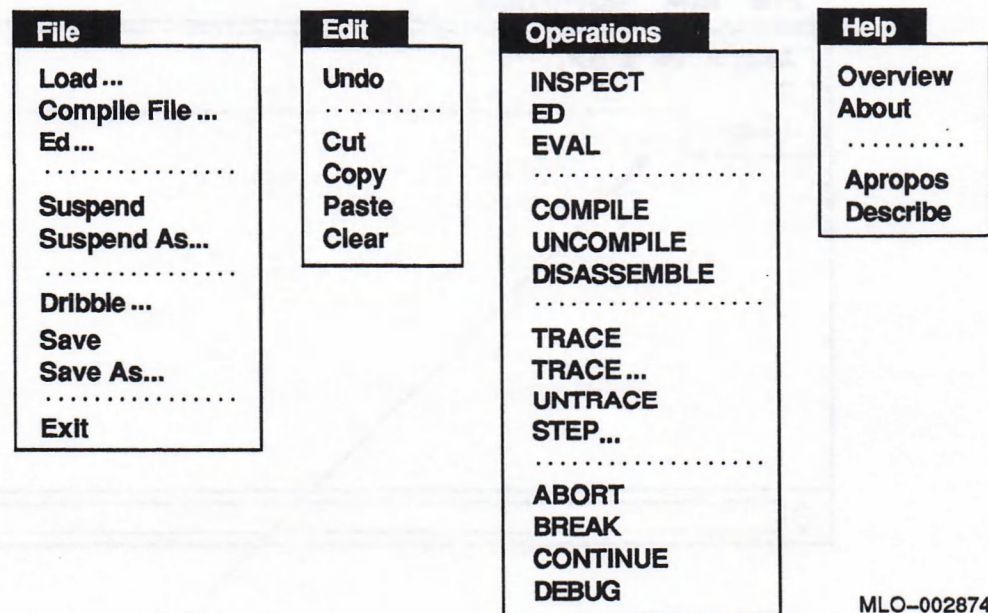 File
Load...
Compile File...
Ed...
Suspend
Suspend As...
Dribble...
Save
Save As...
Exit
Edit
Undo
Cut
Copy
Paste
Clear
Operations
INSPECT
ED
EVAL
COMPILE
UNCOMPILE
DISASSEMBLE
TRACE
TRACE...
UNTRACE
STEP...
ABORT
BREAK
CONTINUE
DEBUG
Help
Overview
About
Apropos
Describe
MLO-002874